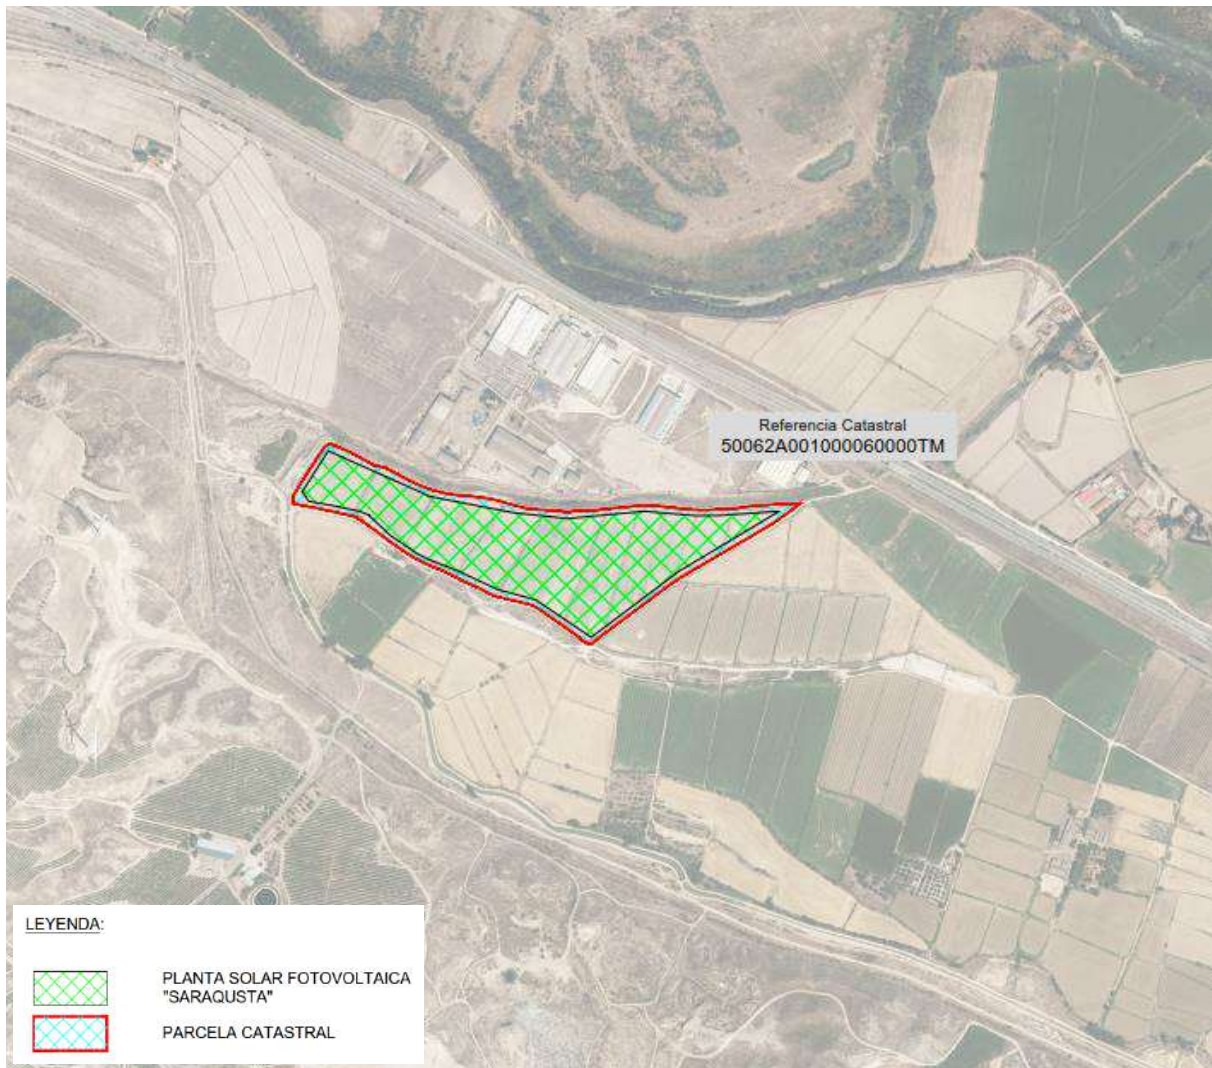 Referencia Catastral
50062A001000060000TM
LEYENDA:
PLANTA SOLAR FOTOVOLTAICA
"SARAQUSTA"
PARCELA CATASTRAL